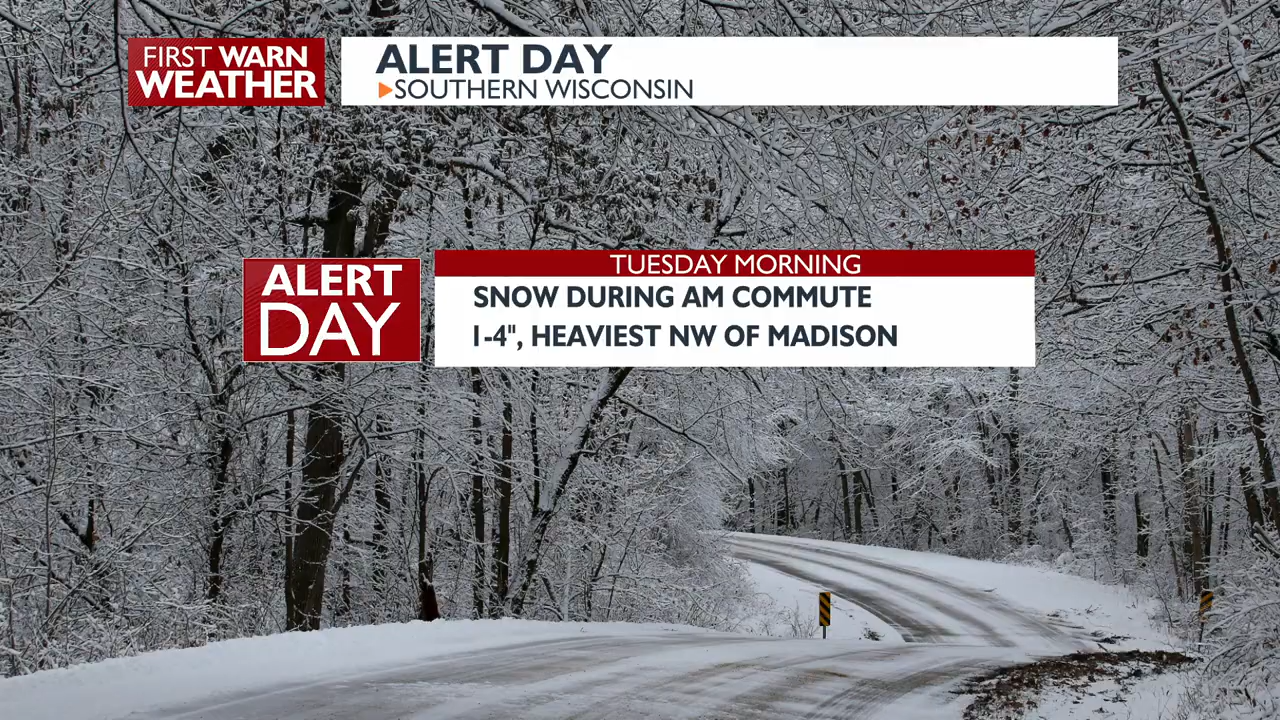 FIRST WARN
WEATHER
ALERT DAY
SOUTHERN WISCONSIN
ALERT
DAY
TUESDAY MORNING
SNOW DURING AM COMMUTE
1-4", HEAVIEST NW OF MADISON